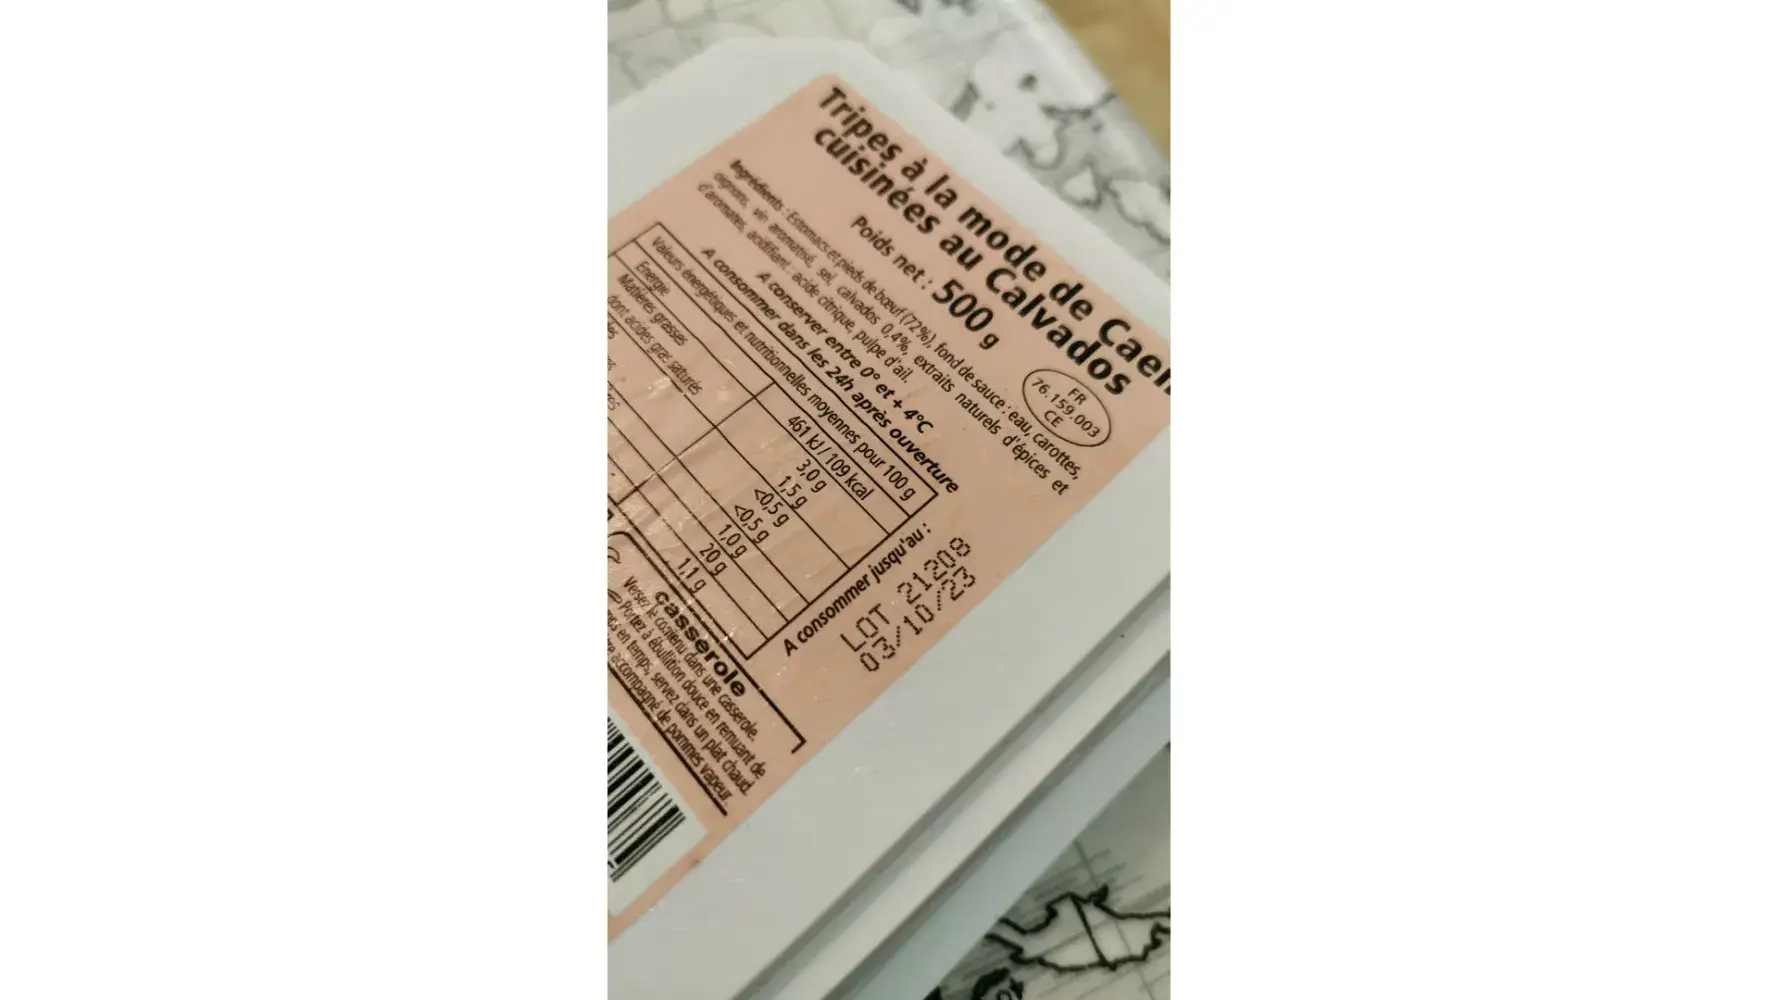 Tripes à la mode de Caen
cuisinées au Calvados
Poids net : 500 g
FR
76.159.003
CE
Ingrédients : Estomacs et pieds de bœuf (72%), fond de sauce : eau, carottes,
oignons, vin aromatisé, sel, calvados 0,4%, extraits naturels d'épices et
d'aromates, acidifiant : acide citrique, pulpe d'ail.
A conserver entre 0° et + 4°C
A consommer dans les 24h après ouverture
Valeurs énergétiques et nutritionnelles moyennes pour 100 g
Energie 461 kJ / 109 kcal
Matières grasses 3,0 g
dont acides gras saturés 1,5 g
<0,5 g
<0,5 g
1,0 g
20 g
1,1 g
A consommer jusqu'au :
LOT 21208
03/10/23
casserole
Versez le contenu dans une casserole.
Portez à ébullition douce en remuant de
en temps, servez dans un plat chaud.
accompagné de pommes vapeur.